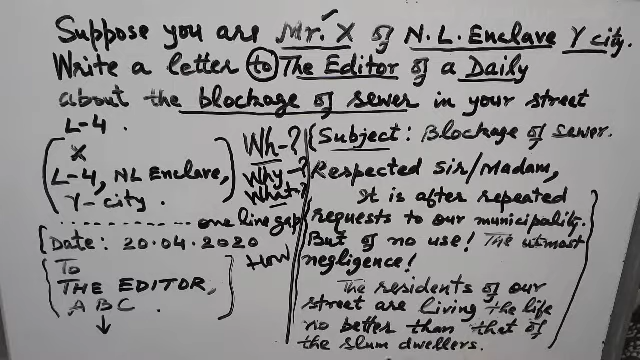 Suppose you are Mr. X of N.L. Enclave Y city.
Write a letter to The Editor of a Daily
about the blockage of sewer in your street
L-4.
X
L-4, NL Enclave,
Y-city.
one line gap
Date: 20.04.2020
To
THE EDITOR,
ABC.
Wh-?
Why-?
What-?
How
Subject: Blockage of sewer.
Respected Sir/Madam,
It is after repeated
requests to our municipality.
But of no use! The utmost
negligence!
The residents of our
street are living the life
no better than that of
the slum dwellers.